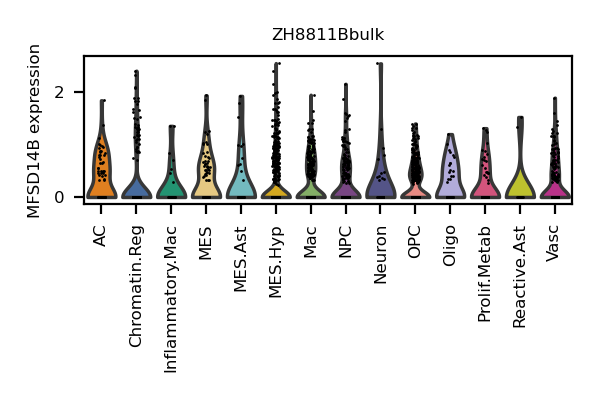 ZH8811Bbulk
MFSD14B expression
2
0
AC
Chromatin.Reg
Inflammatory.Mac
MES
MES.Ast
MES.Hyp
Mac
NPC
Neuron
OPC
Oligo
Prolif.Metab
Reactive.Ast
Vasc